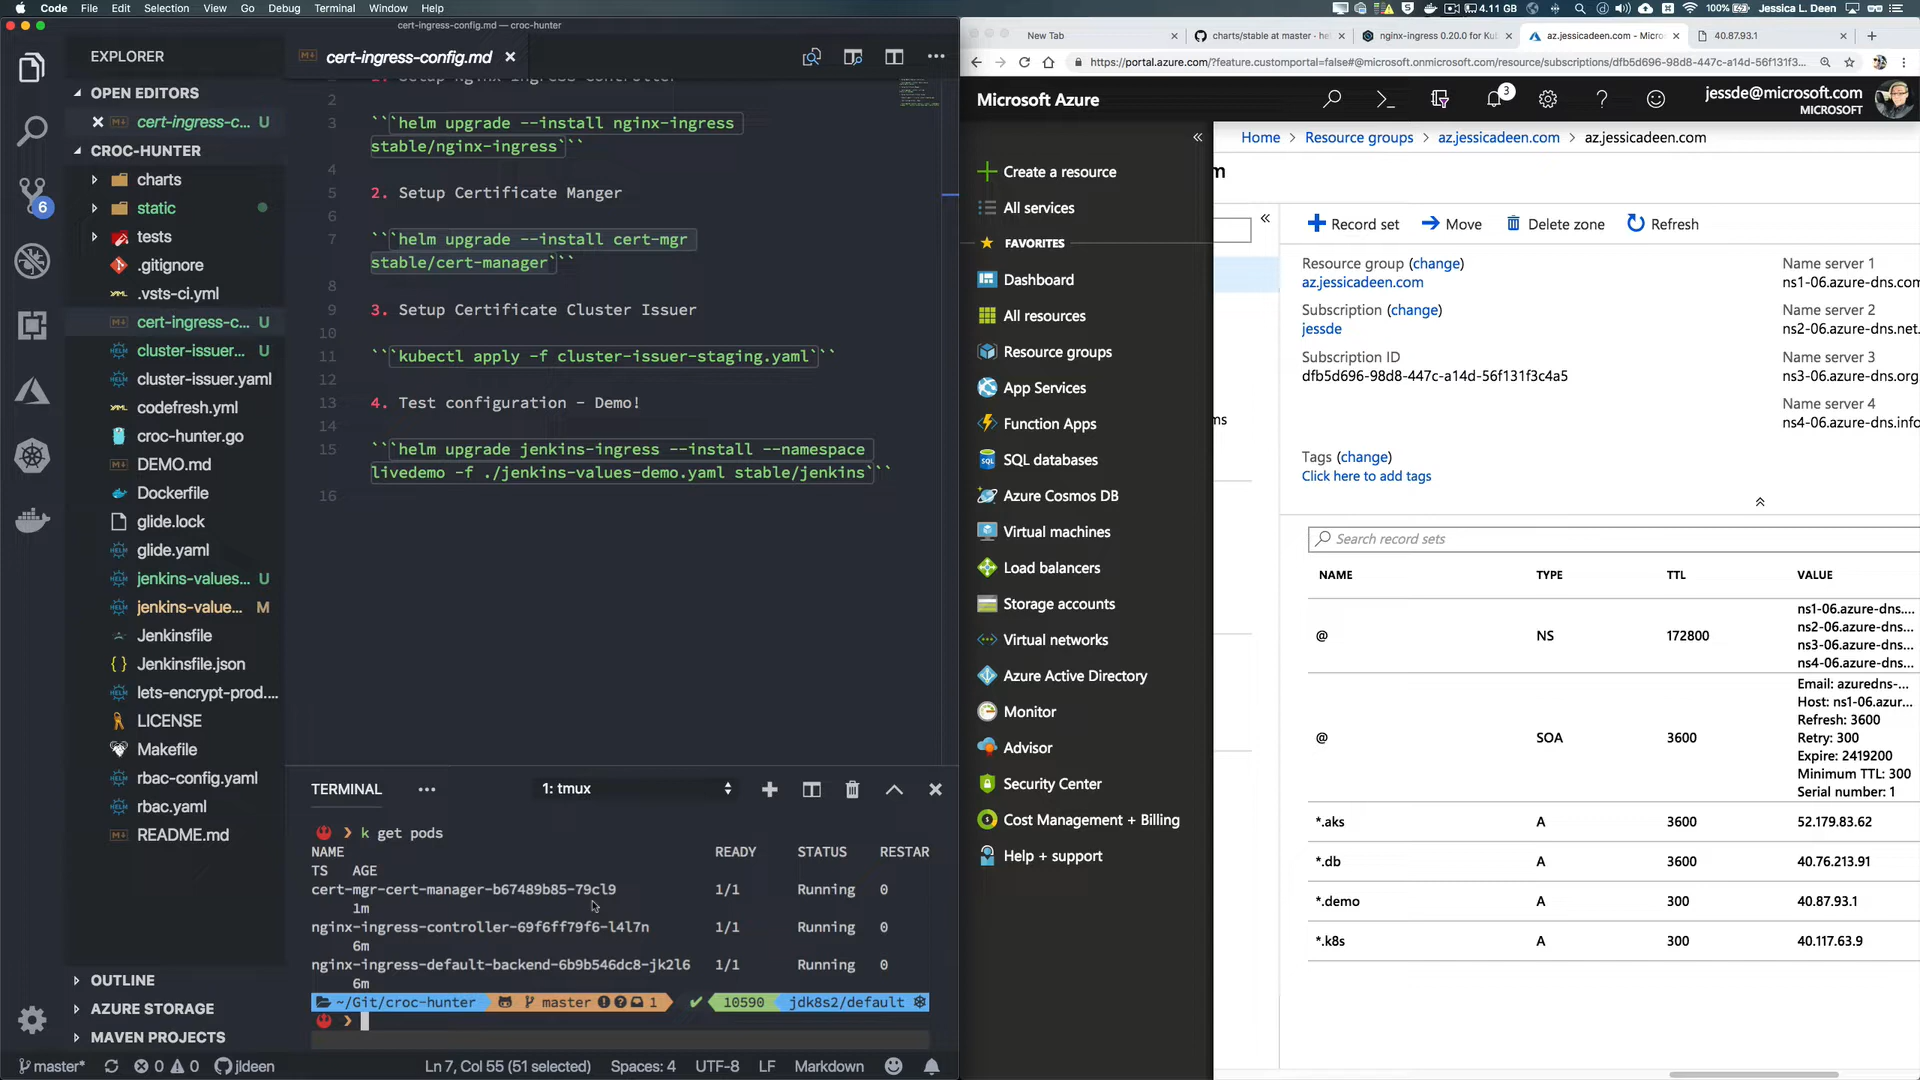 Code File Edit Selection View Go Debug Terminal Window Help
4.11 GB 100% Jessica L. Deen
cert-ingress-config.md — croc-hunter
EXPLORER
OPEN EDITORS
cert-ingress-c... U
CROC-HUNTER
charts
static
tests
.gitignore
.vsts-ci.yml
cert-ingress-c... U
cluster-issuer... U
cluster-issuer.yaml
codefresh.yml
croc-hunter.go
DEMO.md
Dockerfile
glide.lock
glide.yaml
jenkins-values... U
jenkins-value... M
Jenkinsfile
Jenkinsfile.json
lets-encrypt-prod....
LICENSE
Makefile
rbac-config.yaml
rbac.yaml
README.md
OUTLINE
AZURE STORAGE
MAVEN PROJECTS
6
cert-ingress-config.md
2
3 ```helm upgrade --install nginx-ingress
stable/nginx-ingress```
4
5 2. Setup Certificate Manger
6
7 ```helm upgrade --install cert-mgr
stable/cert-manager```
8
9 3. Setup Certificate Cluster Issuer
10
11 ```kubectl apply -f cluster-issuer-staging.yaml```
12
13 4. Test configuration - Demo!
14
15 ```helm upgrade jenkins-ingress --install --namespace
livedemo -f ./jenkins-values-demo.yaml stable/jenkins```
16
TERMINAL ... 1: tmux
k get pods
NAME READY STATUS RESTAR
TS AGE
cert-mgr-cert-manager-b67489b85-79cl9 1/1 Running 0
1m
nginx-ingress-controller-69f6ff79f6-l4l7n 1/1 Running 0
6m
nginx-ingress-default-backend-6b9b546dc8-jk2l6 1/1 Running 0
6m
~/Git/croc-hunter master 1 ✔ 10590 jdk8s2/default
master* 0 0 jldeen Ln 7, Col 55 (51 selected) Spaces: 4 UTF-8 LF Markdown
New Tab
charts/stable at master · he
nginx-ingress 0.20.0 for Ku
az.jessicadeen.com - Micros
40.87.93.1
https://portal.azure.com/?feature.customportal=false#@microsoft.onmicrosoft.com/resource/subscriptions/dfb5d696-98d8-447c-a14d-56f131f3...
Microsoft Azure
3
jessde@microsoft.com
MICROSOFT
Create a resource
All services
FAVORITES
Dashboard
All resources
Resource groups
App Services
Function Apps
SQL databases
Azure Cosmos DB
Virtual machines
Load balancers
Storage accounts
Virtual networks
Azure Active Directory
Monitor
Advisor
Security Center
Cost Management + Billing
Help + support
Home > Resource groups > az.jessicadeen.com > az.jessicadeen.com
m
ms
Record set Move Delete zone Refresh
Resource group (change)
az.jessicadeen.com
Subscription (change)
jessde
Subscription ID
dfb5d696-98d8-447c-a14d-56f131f3c4a5
Name server 1
ns1-06.azure-dns.com
Name server 2
ns2-06.azure-dns.net.
Name server 3
ns3-06.azure-dns.org
Name server 4
ns4-06.azure-dns.info
Tags (change)
Click here to add tags
Search record sets
NAME TYPE TTL VALUE
@ NS 172800
ns1-06.azure-dns....
ns2-06.azure-dns...
ns3-06.azure-dns...
ns4-06.azure-dns...
@ SOA 3600
Email: azuredns-...
Host: ns1-06.azur...
Refresh: 3600
Retry: 300
Expire: 2419200
Minimum TTL: 300
Serial number: 1
*.aks A 3600 52.179.83.62
*.db A 3600 40.76.213.91
*.demo A 300 40.87.93.1
*.k8s A 300 40.117.63.9